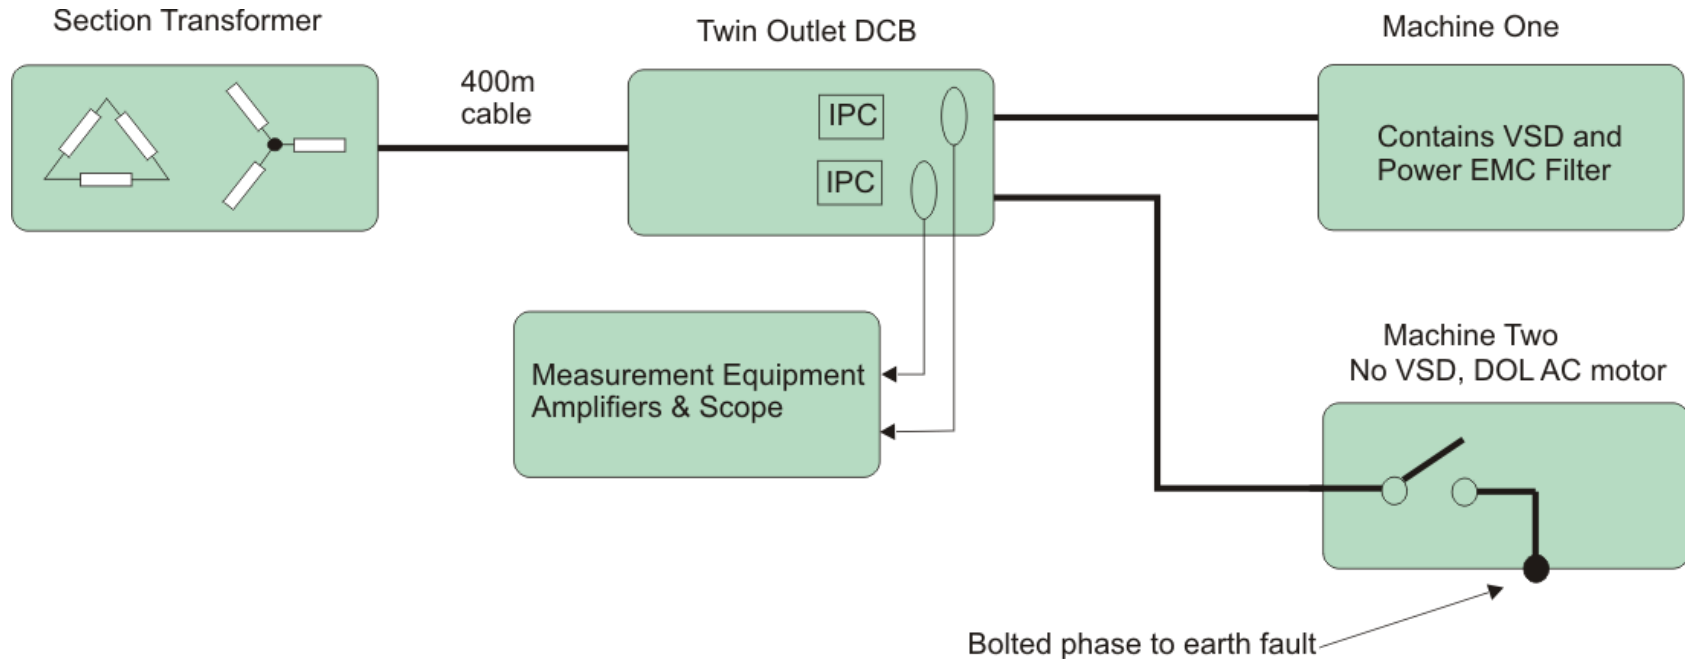 Section Transformer
400m
cable
Twin Outlet DCB
IPC
IPC
Machine One
Contains VSD and
Power EMC Filter
Measurement Equipment
Amplifiers & Scope
Machine Two
No VSD, DOL AC motor
Bolted phase to earth fault